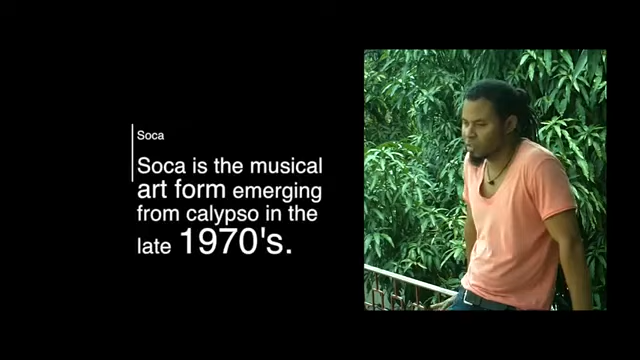 Soca
Soca is the musical
art form emerging
from calypso in the
late 1970's.